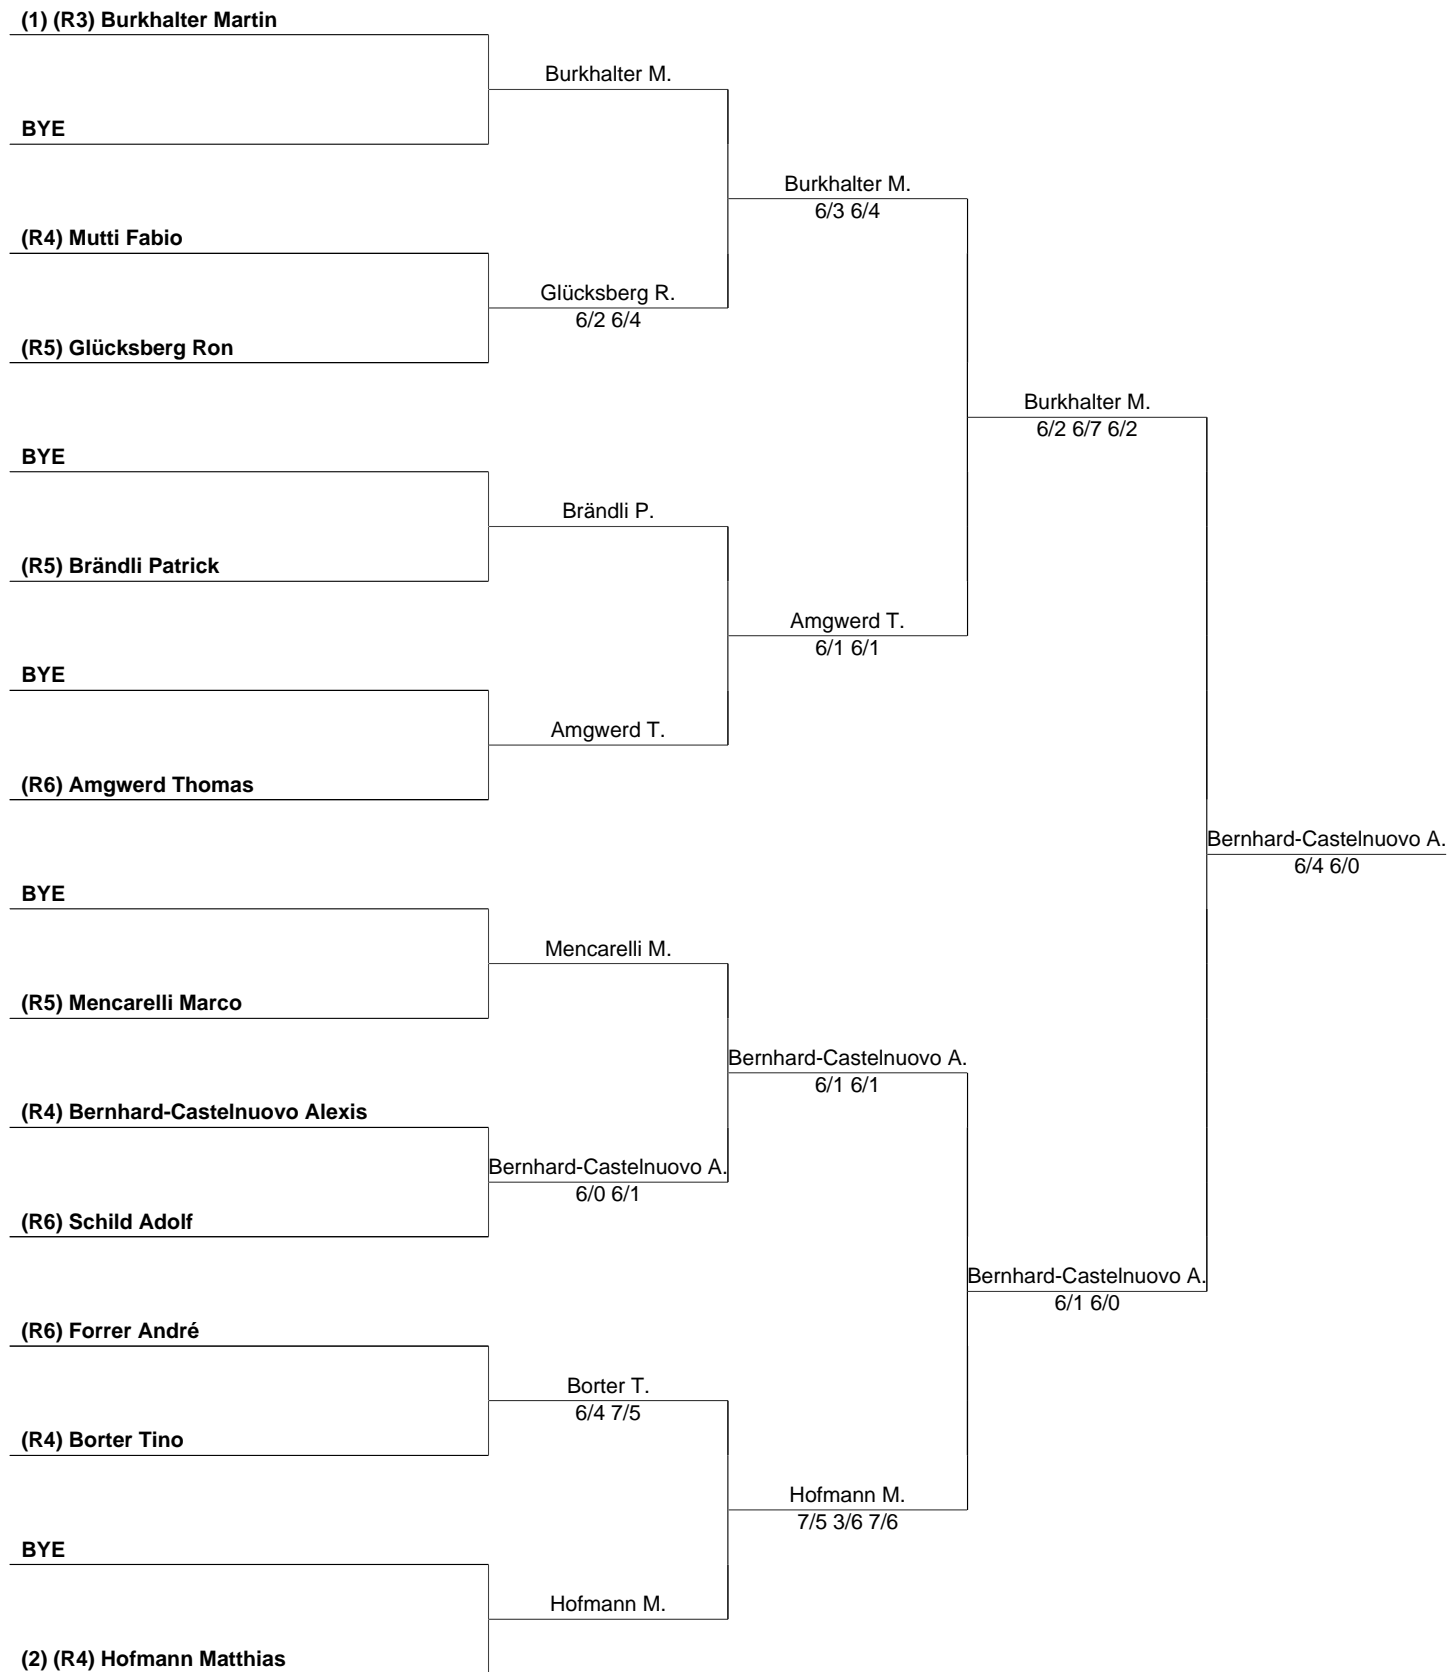 (1) (R3) Burkhalter Martin
Burkhalter M.
BYE
Burkhalter M.
6/3 6/4
(R4) Mutti Fabio
Glücksberg R.
6/2 6/4
(R5) Glücksberg Ron
Burkhalter M.
6/2 6/7 6/2
BYE
Brändli P.
(R5) Brändli Patrick
Amgwerd T.
6/1 6/1
BYE
Amgwerd T.
(R6) Amgwerd Thomas
Bernhard-Castelnuovo A.
6/4 6/0
BYE
Mencarelli M.
(R5) Mencarelli Marco
Bernhard-Castelnuovo A.
6/1 6/1
(R4) Bernhard-Castelnuovo Alexis
Bernhard-Castelnuovo A.
6/0 6/1
(R6) Schild Adolf
Bernhard-Castelnuovo A.
6/1 6/0
(R6) Forrer André
Borter T.
6/4 7/5
(R4) Borter Tino
Hofmann M.
7/5 3/6 7/6
BYE
Hofmann M.
(2) (R4) Hofmann Matthias